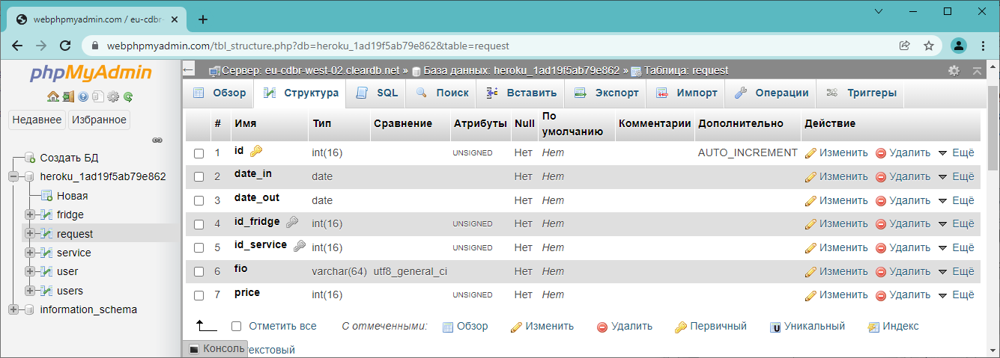 webphpmyadmin.com / eu-cdbr-
webphpmyadmin.com/tbl_structure.php?db=heroku_1ad19f5ab79e862&table=request
phpMyAdmin
Недавнее Избранное
Создать БД
heroku_1ad19f5ab79e862
Новая
fridge
request
service
user
users
information_schema
Сервер: eu-cdbr-west-02.cleardb.net » База данных: heroku_1ad19f5ab79e862 » Таблица: request
Обзор Структура SQL Поиск Вставить Экспорт Импорт Операции Триггеры
# Имя Тип Сравнение Атрибуты Null По умолчанию Комментарии Дополнительно Действие
1 id int(16) UNSIGNED Нет Нет AUTO_INCREMENT Изменить Удалить Ещё
2 date_in date Нет Нет Изменить Удалить Ещё
3 date_out date Нет Нет Изменить Удалить Ещё
4 id_fridge int(16) UNSIGNED Нет Нет Изменить Удалить Ещё
5 id_service int(16) UNSIGNED Нет Нет Изменить Удалить Ещё
6 fio varchar(64) utf8_general_ci Нет Нет Изменить Удалить Ещё
7 price int(16) UNSIGNED Нет Нет Изменить Удалить Ещё
Отметить все С отмеченными: Обзор Изменить Удалить Первичный Уникальный Индекс
Консоль текстовый